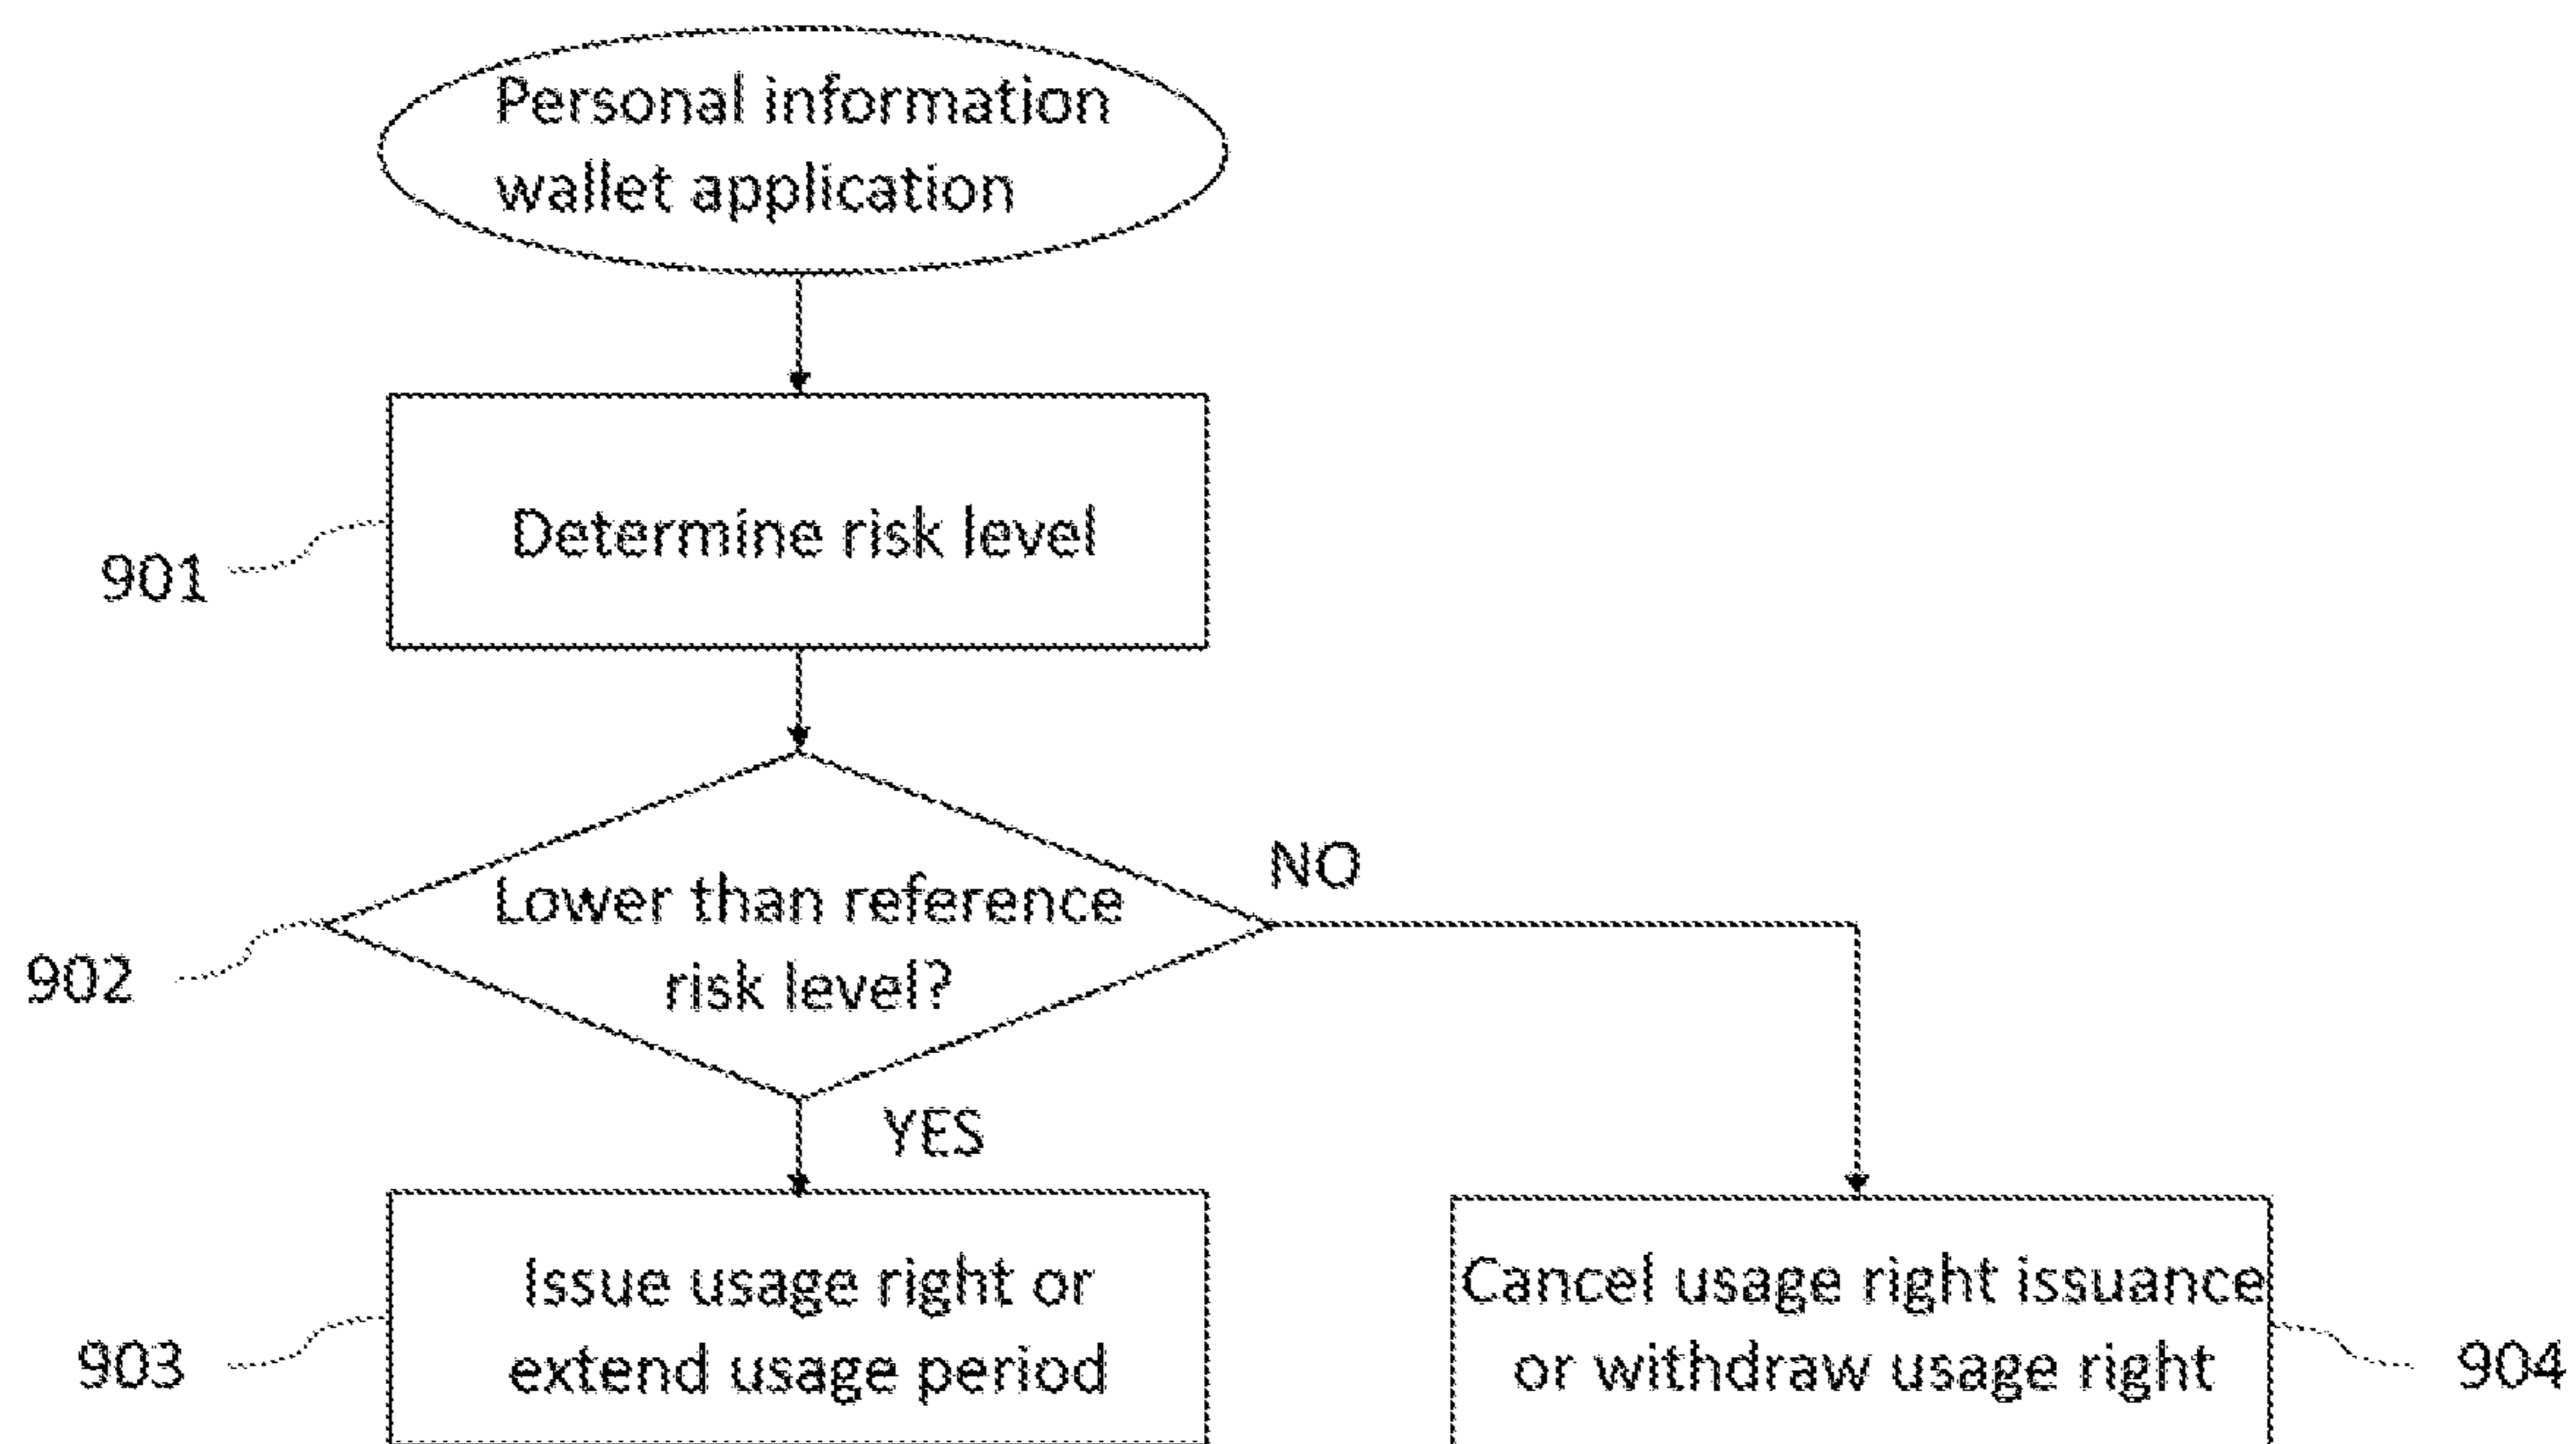 Personal information
wallet application
Determine risk level
901
Lower than reference
risk level?
NO
902
YES
Issue usage right or
extend usage period
903
Cancel usage right issuance
or withdraw usage right
904